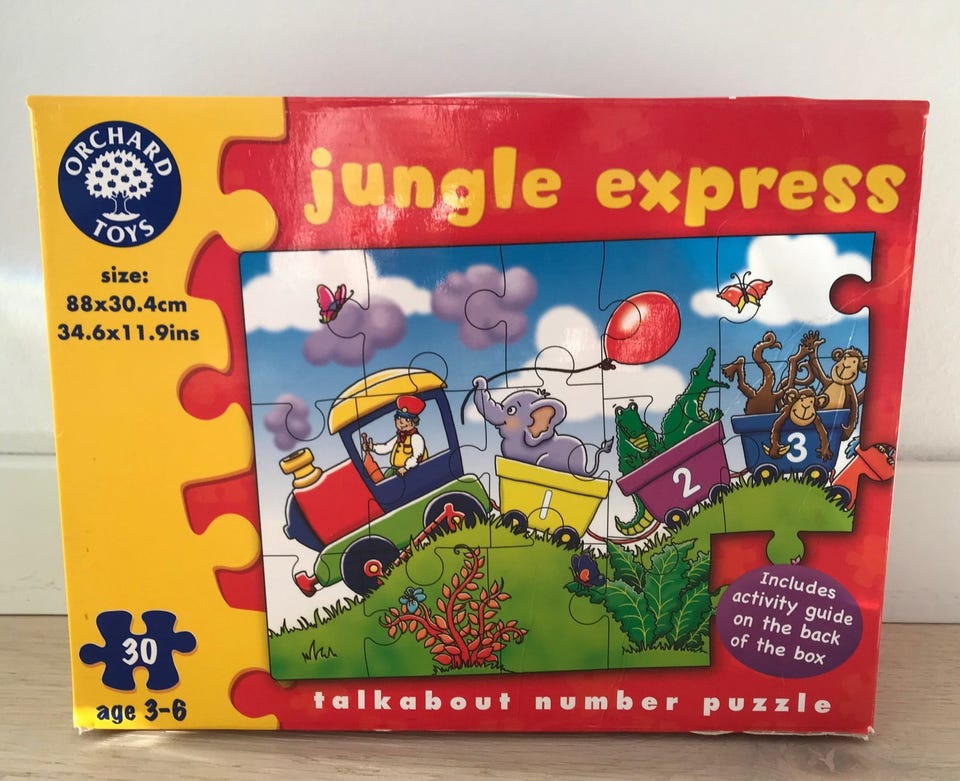 ORCHARD
TOYS
jungle express
size:
88x30.4cm
34.6x11.9ins
1
2
3
Includes
activity guide
on the back
of the box
30
age 3-6
talkabout number puzzle